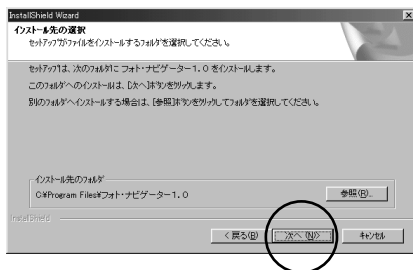 InstallShield Wizard
インストール先の選択
セットアップがファイルをインストールするフォルダを選択してください。
セットアップは、次のフォルダに フォト・ナビゲーター1.0 をインストールします。
このフォルダへのインストールは、[次へ]ボタンをクリックします。
別のフォルダへインストールする場合は、[参照]ボタンをクリックしてフォルダを選択してください。
インストール先のフォルダ
C:¥Program Files¥フォト・ナビゲーター1.0
参照(R)...
InstallShield
< 戻る(B)
次へ (N)>
キャンセル